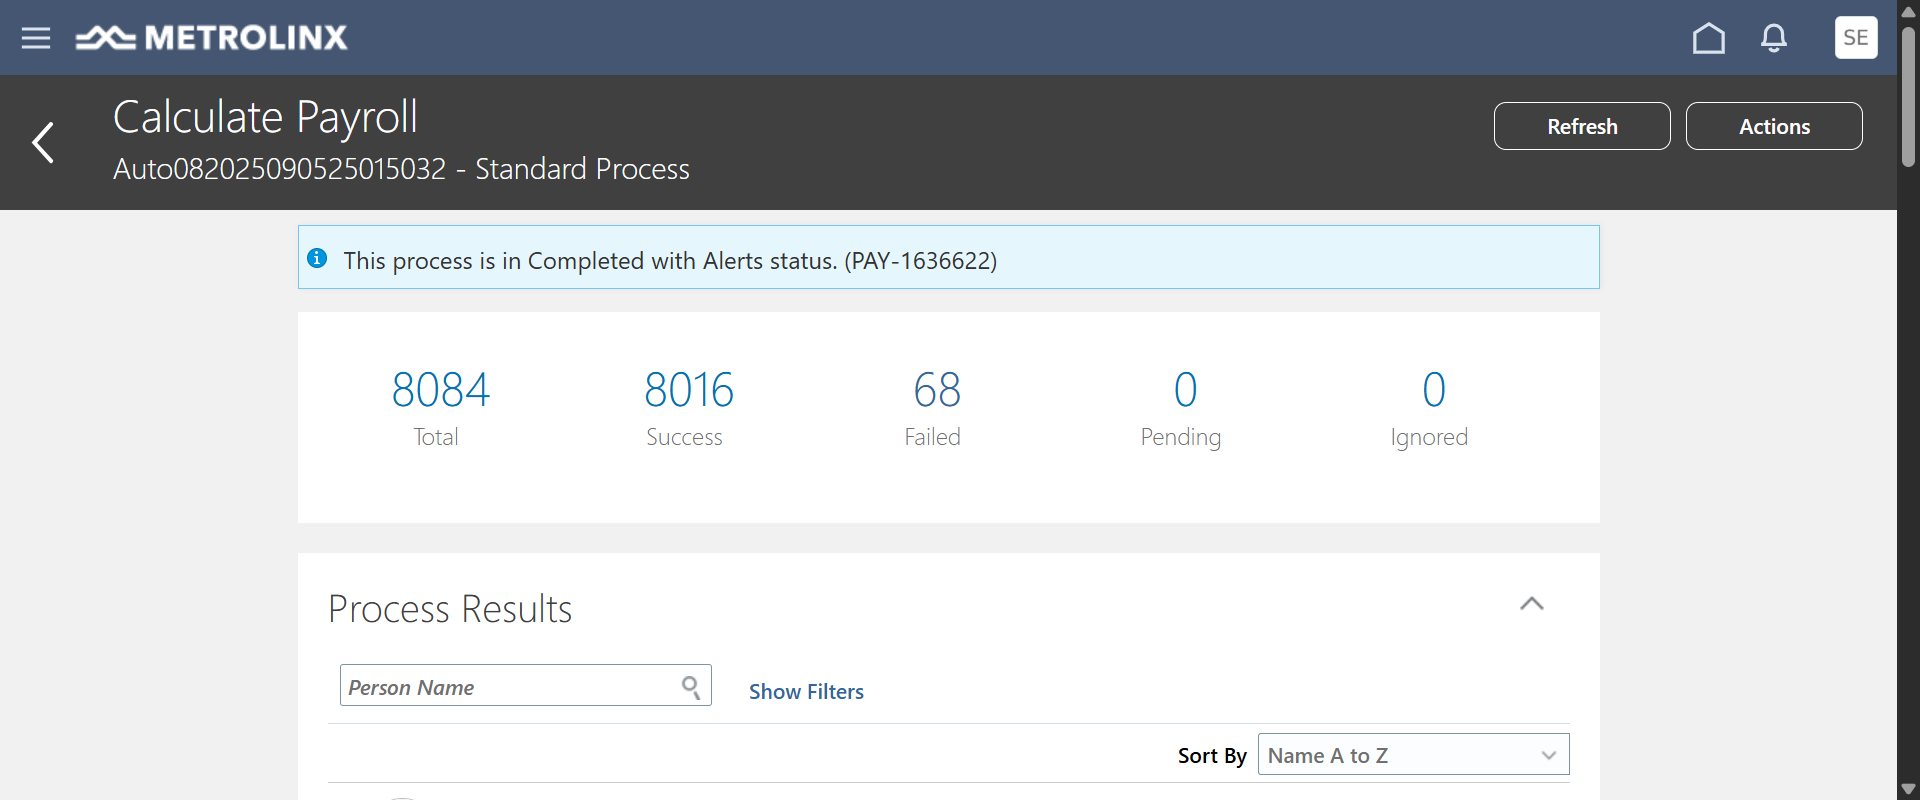 METROLINX
SE
Calculate Payroll
Auto082025090525015032 - Standard Process
Refresh
Actions
This process is in Completed with Alerts status. (PAY-1636622)
8084
8016
68
0
0
Total
Success
Failed
Pending
Ignored
Process Results
Person Name
Show Filters
Sort By
Name A to Z